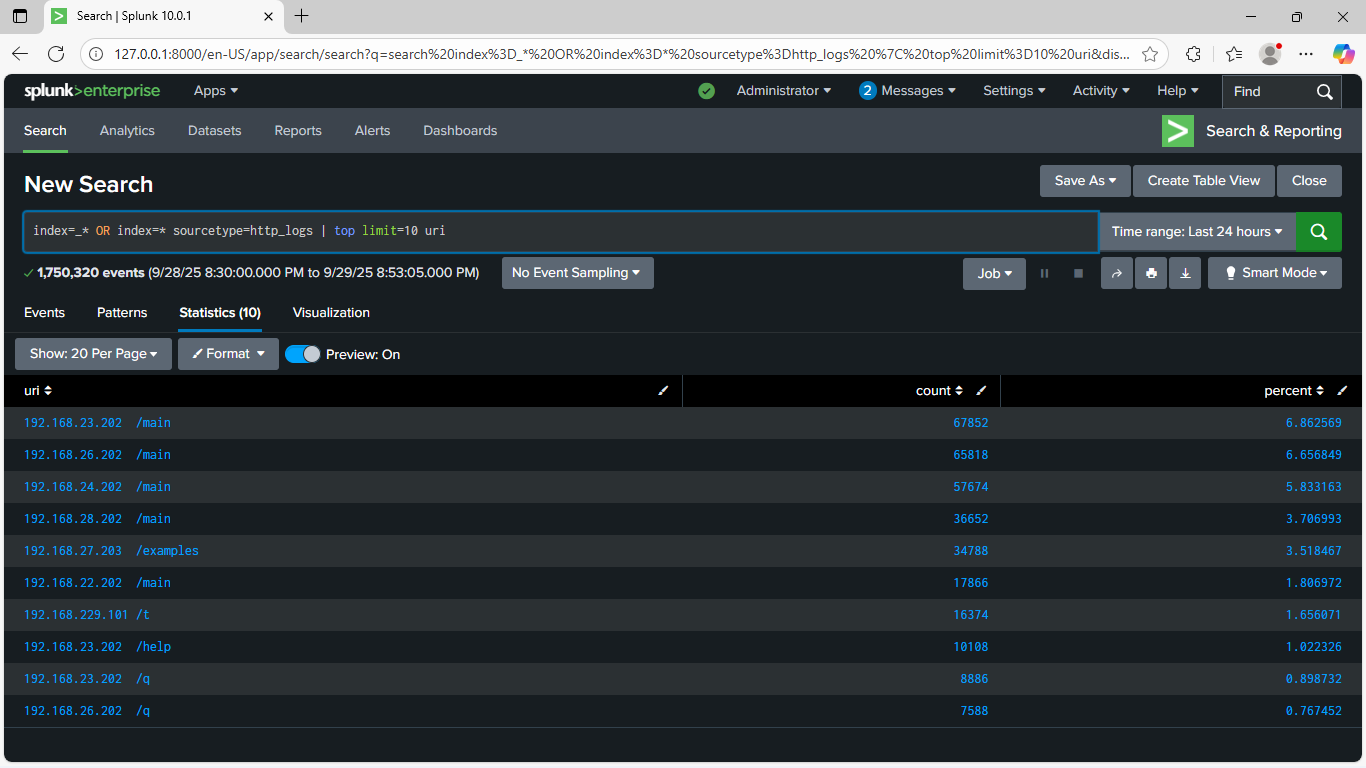 Search | Splunk 10.0.1
127.0.0.1:8000/en-US/app/search/search?q=search%20index%3D_*%20OR%20index%3D*%20sourcetype%3Dhttp_logs%20%7C%20top%20limit%3D10%20uri&dis...
splunk>enterprise Apps Administrator 2 Messages Settings Activity Help Find
Search Analytics Datasets Reports Alerts Dashboards > Search & Reporting
New Search Save As Create Table View Close
index=_* OR index=* sourcetype=http_logs | top limit=10 uri Time range: Last 24 hours
1,750,320 events (9/28/25 8:30:00.000 PM to 9/29/25 8:53:05.000 PM) No Event Sampling Job Smart Mode
Events Patterns Statistics (10) Visualization
Show: 20 Per Page Format Preview: On
uri count percent
192.168.23.202 /main 67852 6.862569
192.168.26.202 /main 65818 6.656849
192.168.24.202 /main 57674 5.833163
192.168.28.202 /main 36652 3.706993
192.168.27.203 /examples 34788 3.518467
192.168.22.202 /main 17866 1.806972
192.168.229.101 /t 16374 1.656071
192.168.23.202 /help 10108 1.022326
192.168.23.202 /q 8886 0.898732
192.168.26.202 /q 7588 0.767452